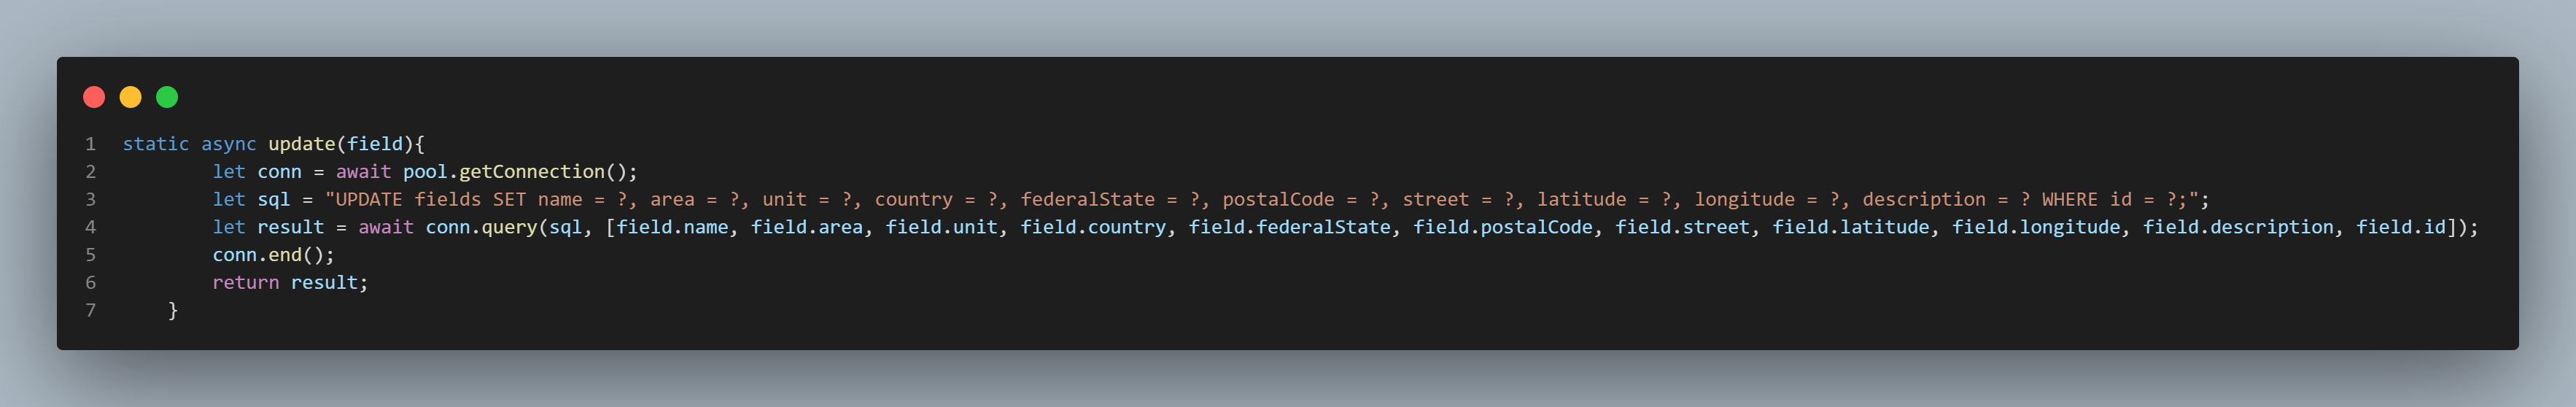 1 static async update(field){
2 let conn = await pool.getConnection();
3 let sql = "UPDATE fields SET name = ?, area = ?, unit = ?, country = ?, federalState = ?, postalCode = ?, street = ?, latitude = ?, longitude = ?, description = ? WHERE id = ?;";
4 let result = await conn.query(sql, [field.name, field.area, field.unit, field.country, field.federalState, field.postalCode, field.street, field.latitude, field.longitude, field.description, field.id]);
5 conn.end();
6 return result;
7 }